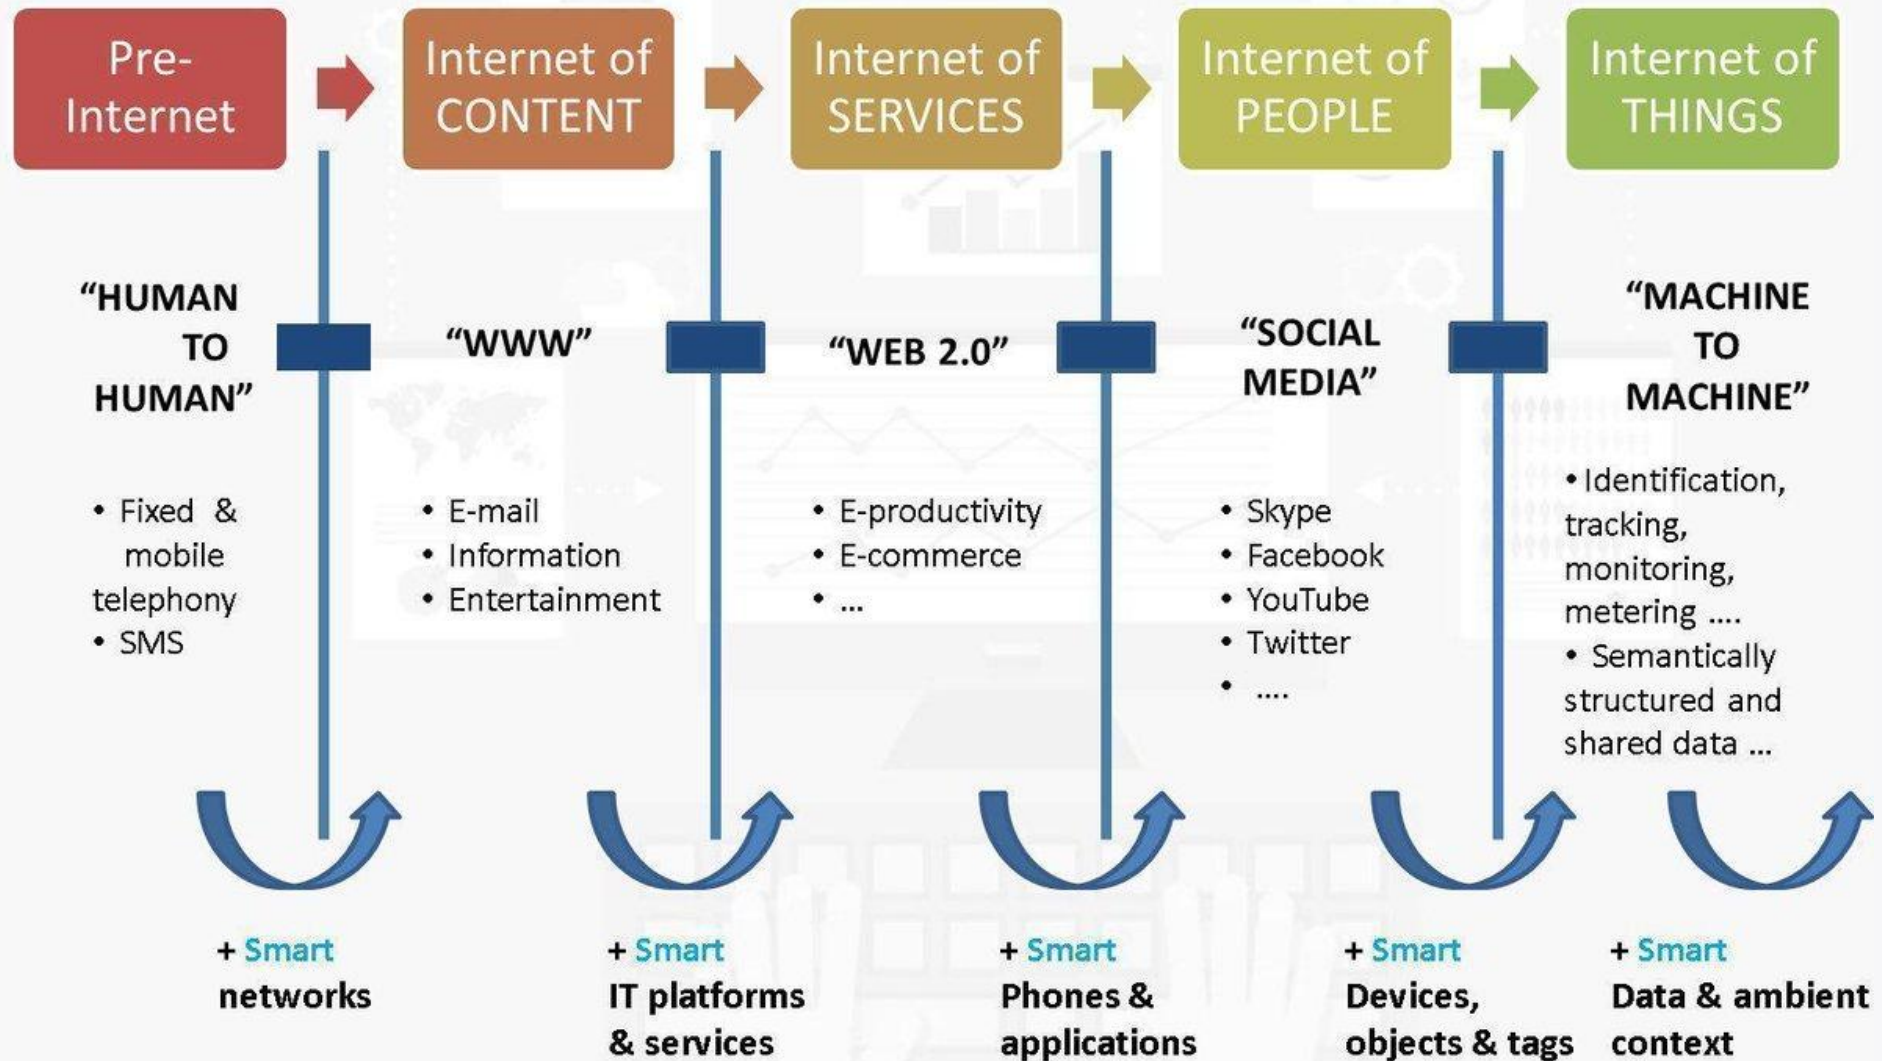 Pre-
Internet
Internet of
CONTENT
Internet of
SERVICES
Internet of
PEOPLE
Internet of
THINGS
“HUMAN
TO
HUMAN”
“WWW”
“WEB 2.0”
“SOCIAL
MEDIA”
“MACHINE
TO
MACHINE”
• Fixed &
mobile
telephony
• SMS
• E-mail
• Information
• Entertainment
• E-productivity
• E-commerce
• ...
• Skype
• Facebook
• YouTube
• Twitter
• ....
• Identification,
tracking,
monitoring,
metering ....
• Semantically
structured and
shared data ...
+ Smart
networks
+ Smart
IT platforms
& services
+ Smart
Phones &
applications
+ Smart
Devices,
objects & tags
+ Smart
Data & ambient
context